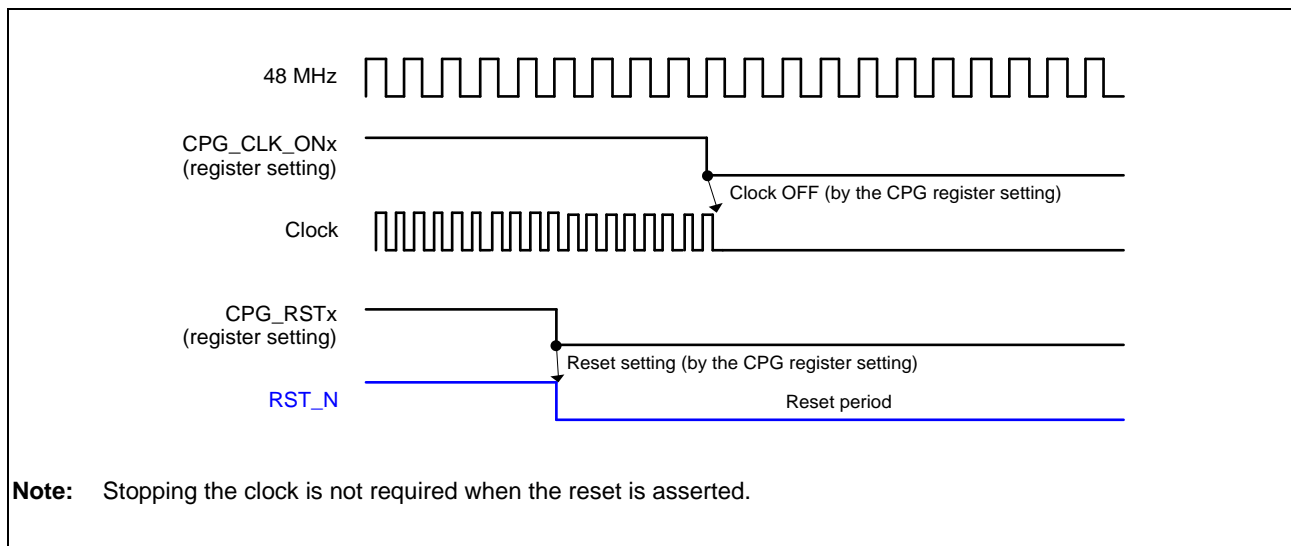 48 MHz
CPG_CLK_ONx
(register setting)
Clock OFF (by the CPG register setting)
Clock
CPG_RSTx
(register setting)
Reset setting (by the CPG register setting)
RST_N
Reset period
Note: Stopping the clock is not required when the reset is asserted.